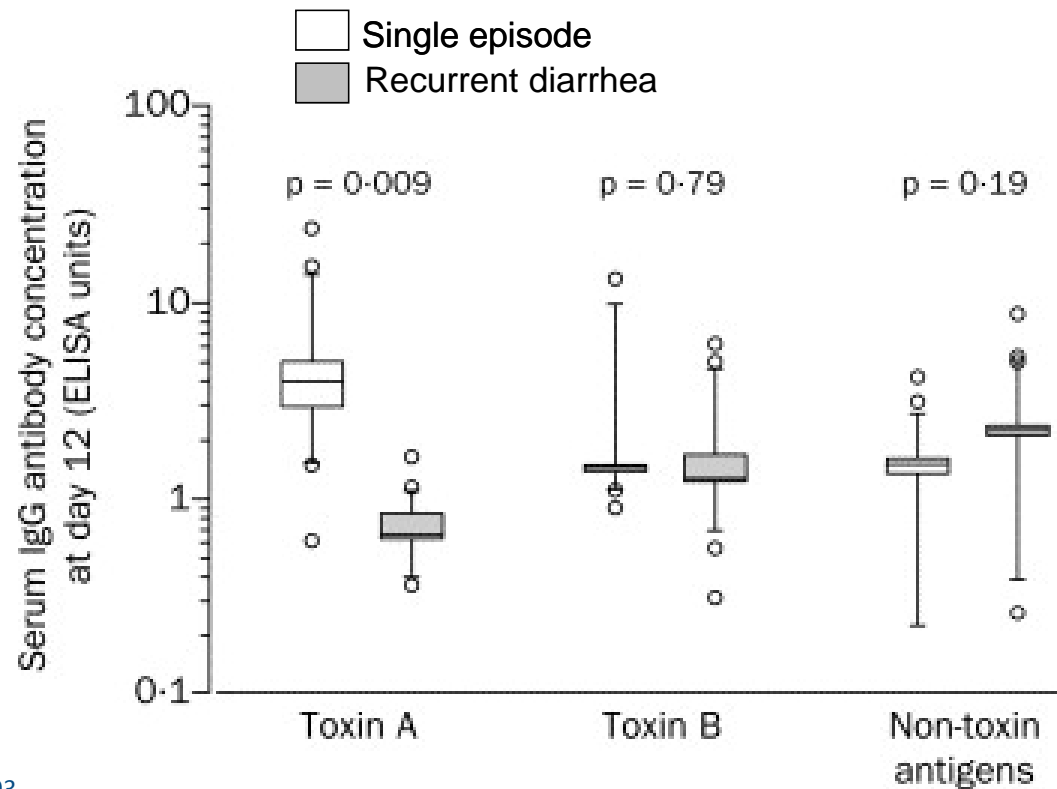 Single episode
Recurrent diarrhea
Serum IgG antibody concentration
at day 12 (ELISA units)
100
10
1
0·1
p = 0·009
p = 0·79
p = 0·19
Toxin A
Toxin B
Non-toxin
antigens